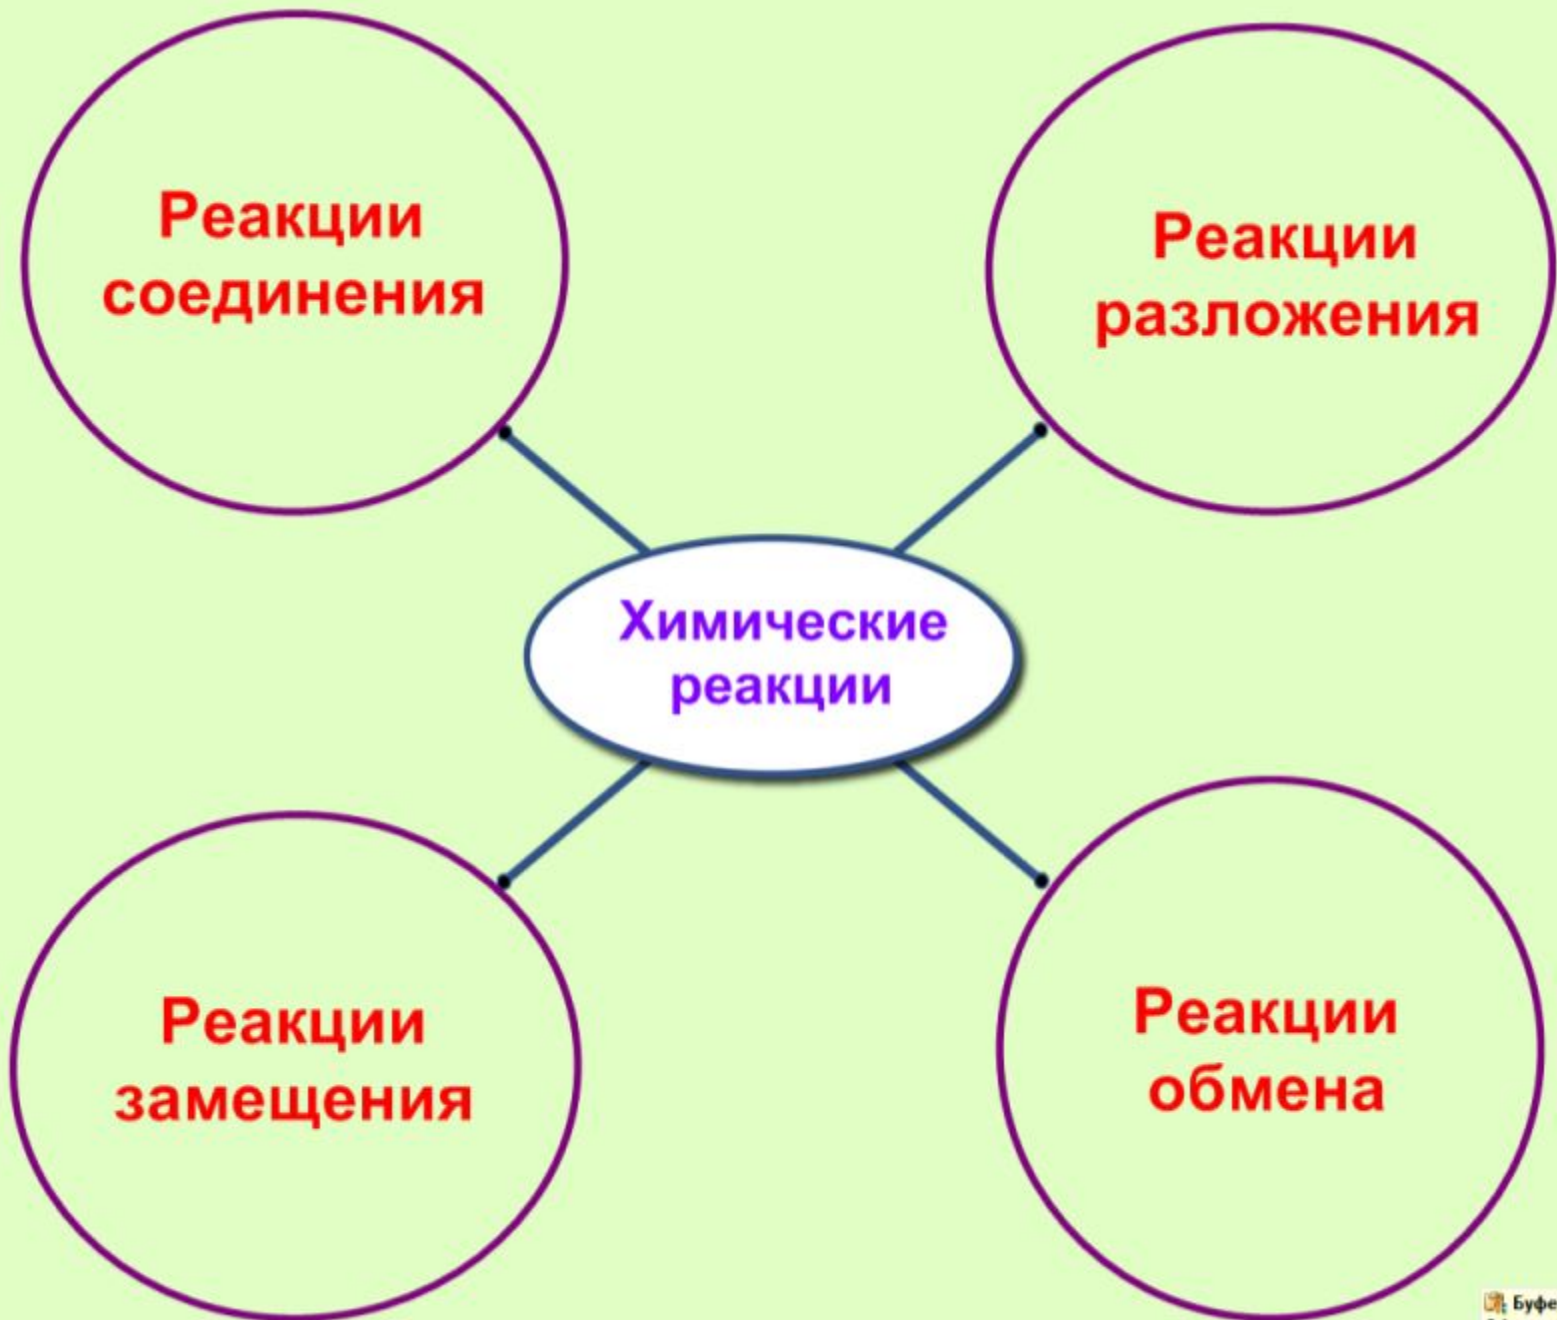 Реакции
соединения
Реакции
разложения
Химические
реакции
Реакции
замещения
Реакции
обмена